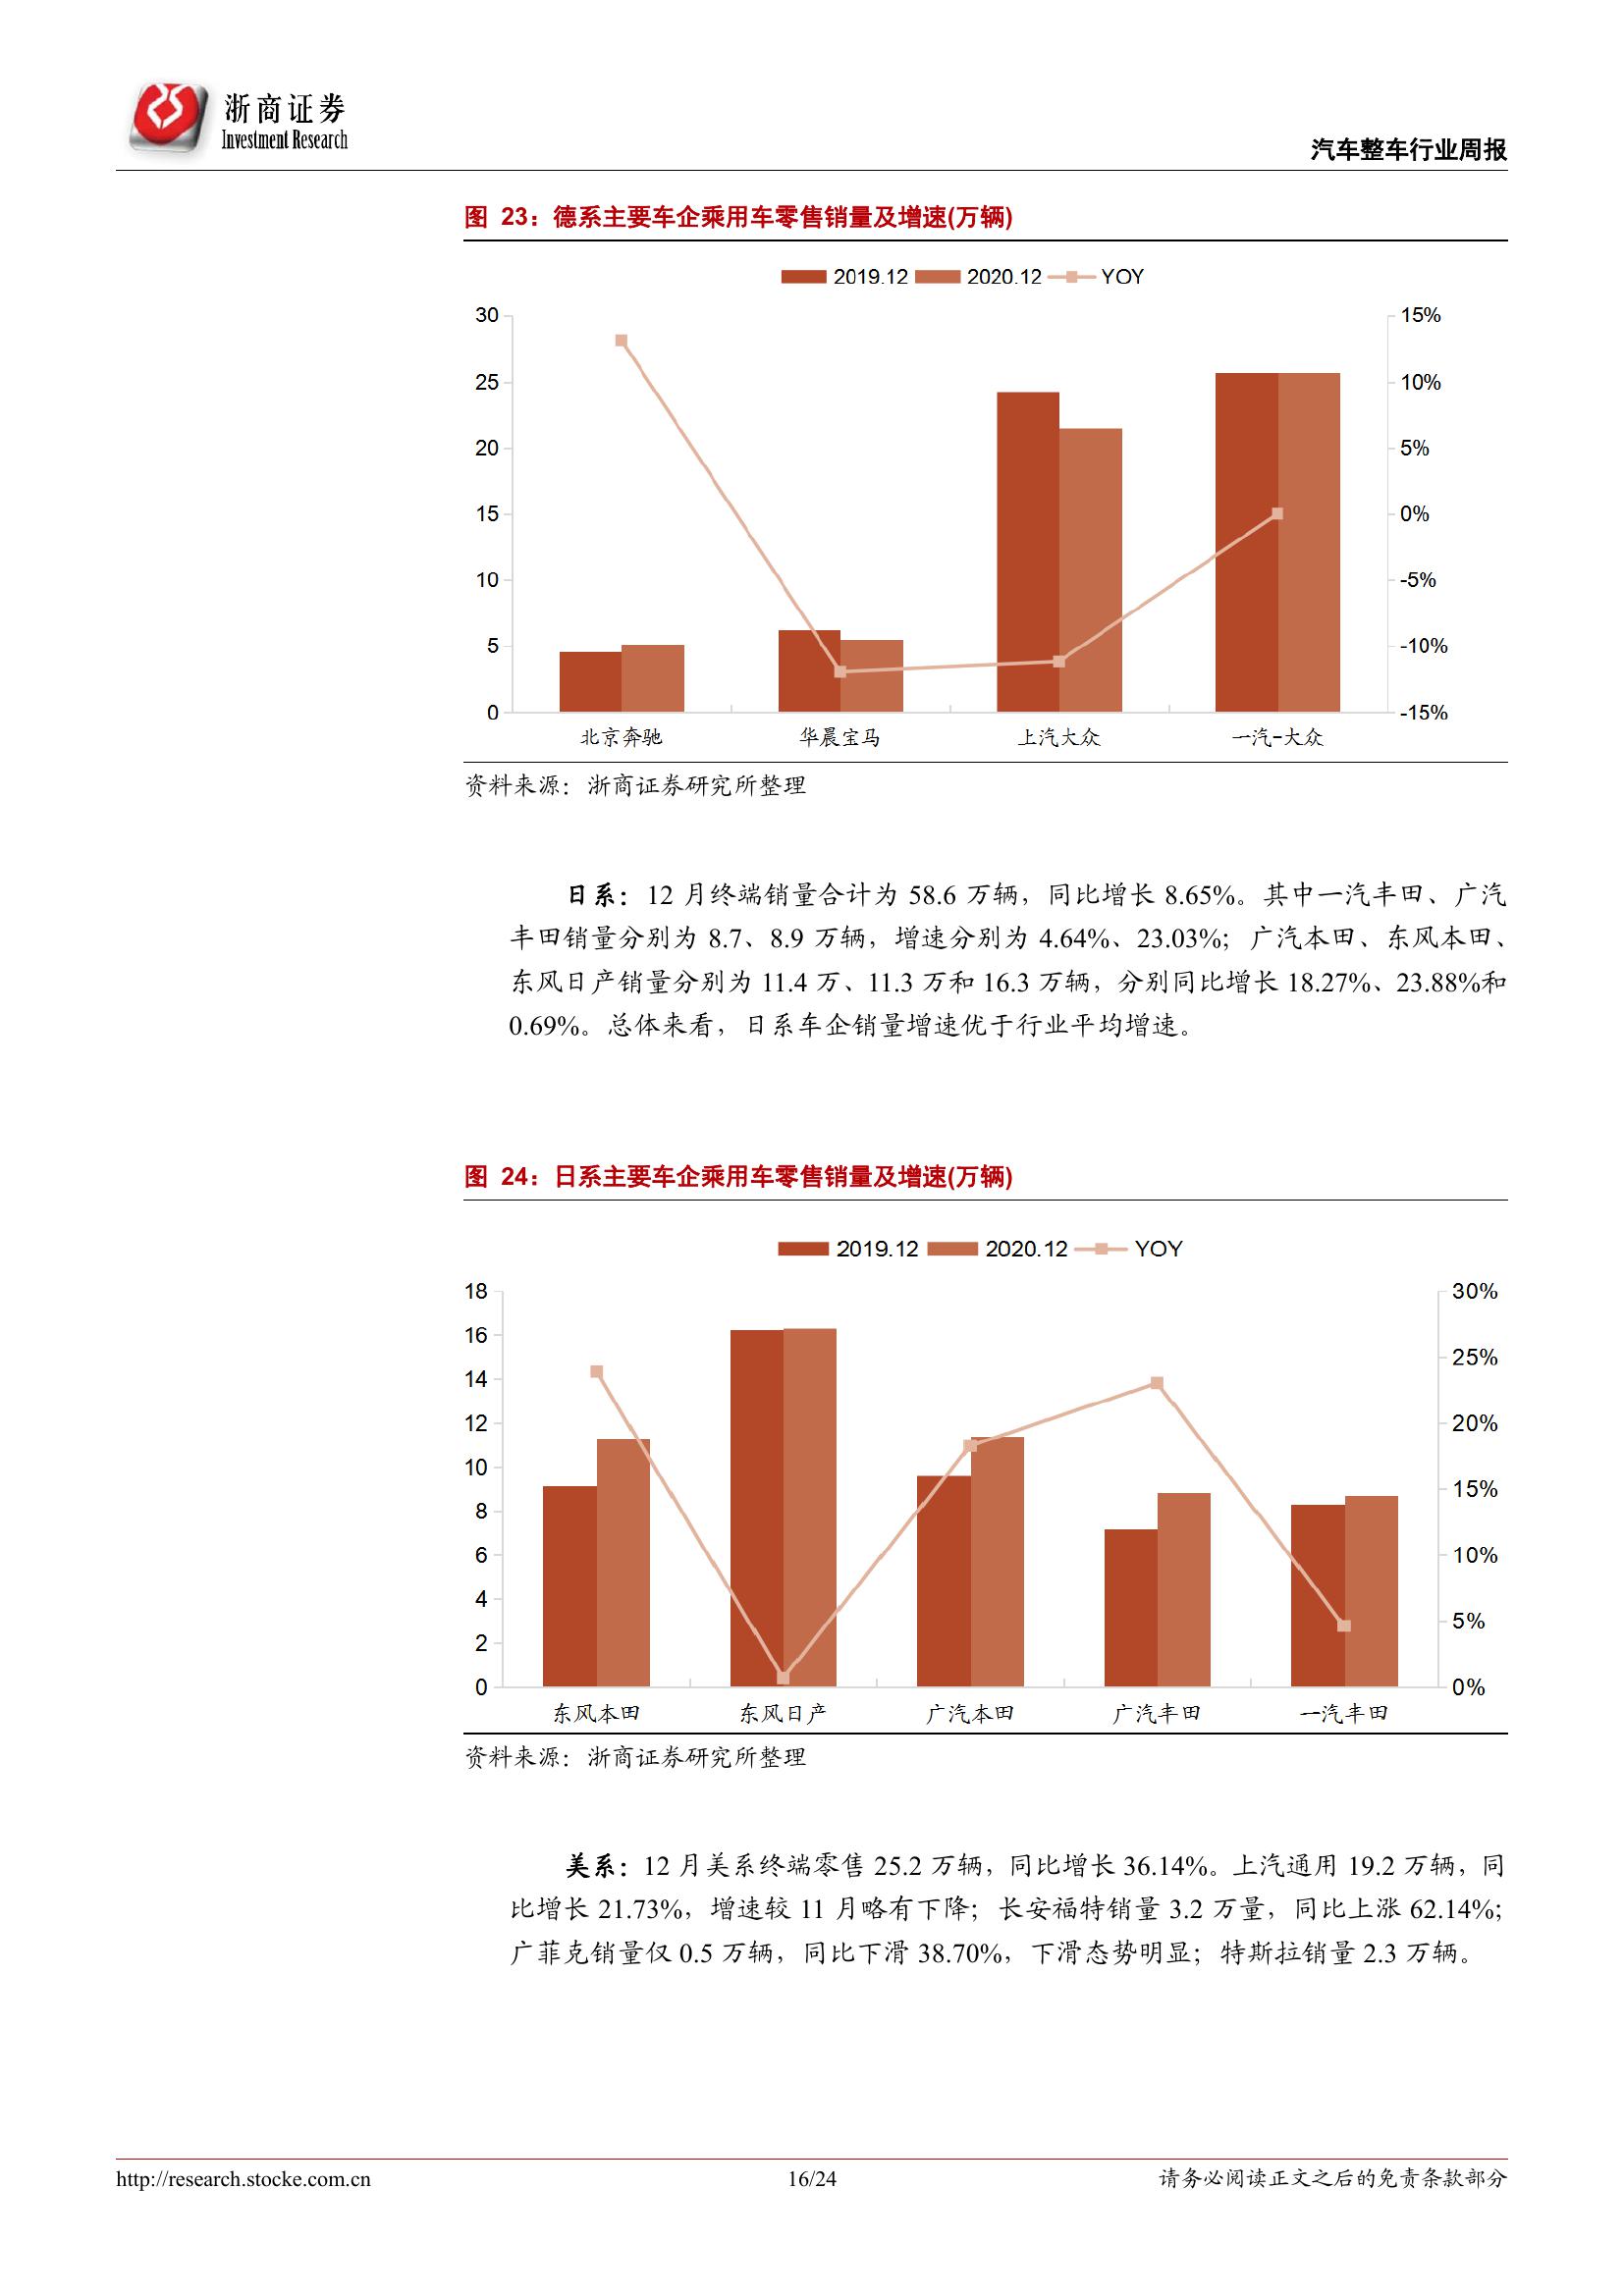 浙商证券
Investment Research
汽车整车行业周报
图 23：德系主要车企乘用车零售销量及增速(万辆)
2019.12 2020.12 YOY
30 15%
25 10%
20 5%
15 0%
10 -5%
5 -10%
0 -15%
北京奔驰 华晨宝马 上汽大众 一汽-大众
资料来源：浙商证券研究所整理
日系：12 月终端销量合计为 58.6 万辆，同比增长 8.65%。其中一汽丰田、广汽
丰田销量分别为 8.7、8.9 万辆，增速分别为 4.64%、23.03%；广汽本田、东风本田、
东风日产销量分别为 11.4 万、11.3 万和 16.3 万辆，分别同比增长 18.27%、23.88%和
0.69%。总体来看，日系车企销量增速优于行业平均增速。
图 24：日系主要车企乘用车零售销量及增速(万辆)
2019.12 2020.12 YOY
18 30%
16
25%
14
12 20%
10
15%
8
6 10%
4
5%
2
0 0%
东风本田 东风日产 广汽本田 广汽丰田 一汽丰田
资料来源：浙商证券研究所整理
美系：12 月美系终端零售 25.2 万辆，同比增长 36.14%。上汽通用 19.2 万辆，同
比增长 21.73%，增速较 11 月略有下降；长安福特销量 3.2 万量，同比上涨 62.14%;
广菲克销量仅 0.5 万辆，同比下滑 38.70%，下滑态势明显；特斯拉销量 2.3 万辆。
http://research.stocke.com.cn 16/24 请务必阅读正文之后的免责条款部分